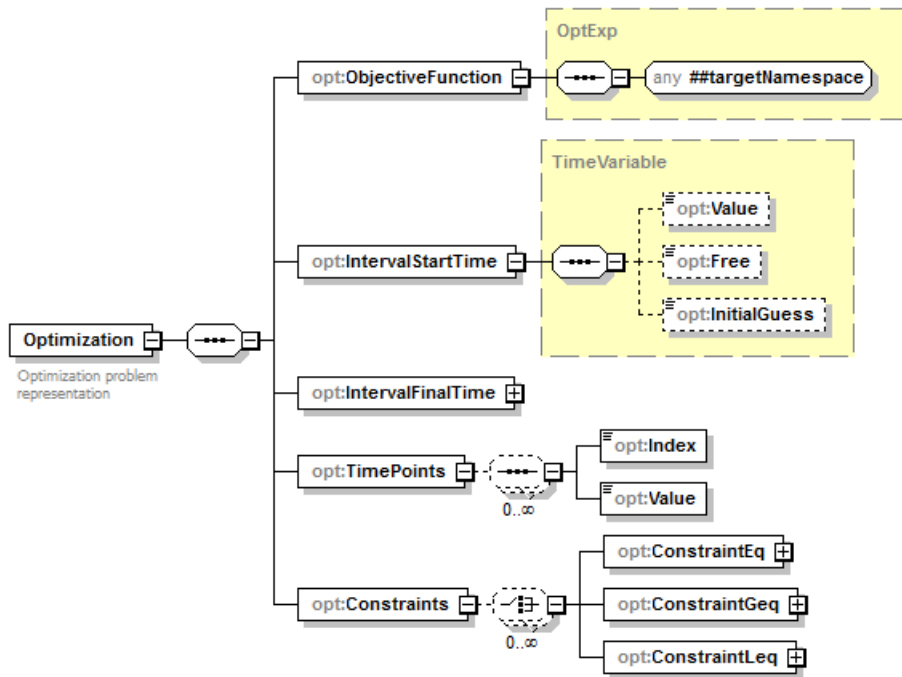 OptExp
opt:ObjectiveFunction
any ##targetNamespace
TimeVariable
opt:Value
opt:IntervalStartTime
opt:Free
opt:InitialGuess
Optimization
Optimization problem
representation
opt:IntervalFinalTime
opt:TimePoints
0..∞
opt:Index
opt:Value
opt:Constraints
0..∞
opt:ConstraintEq
opt:ConstraintGeq
opt:ConstraintLeq